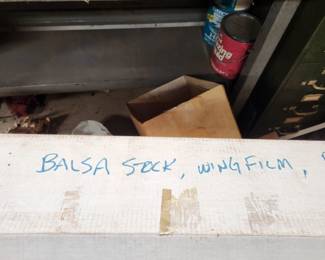 : BALSA STOCK, WING FILM,